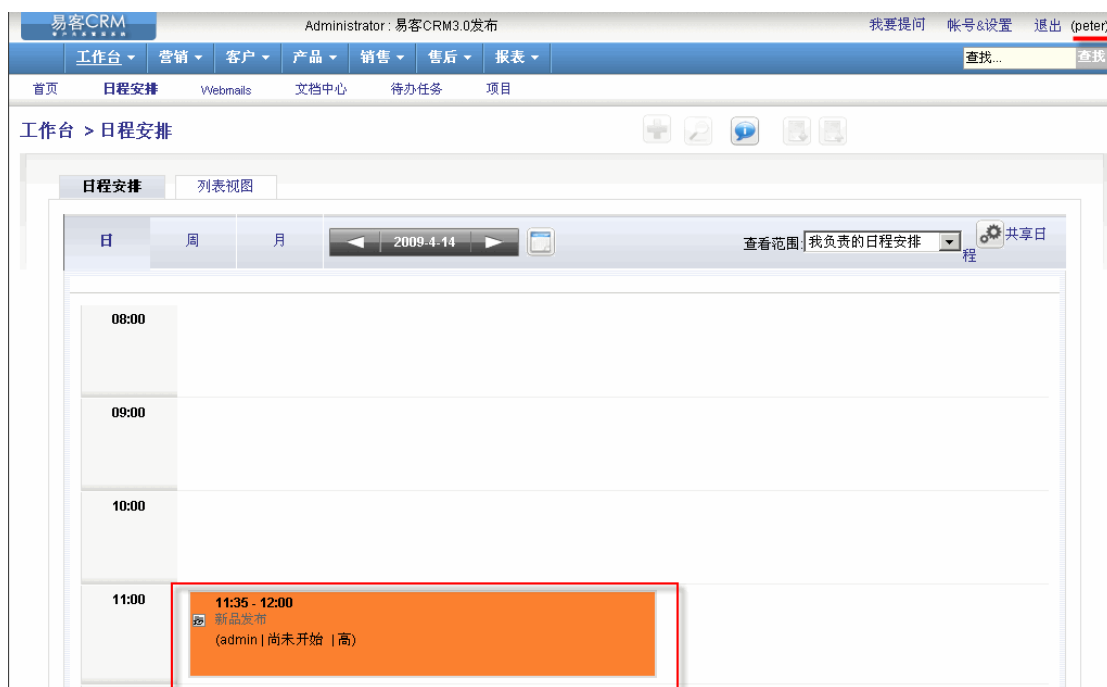 易客CRM Administrator : 易客CRM3.0发布 我要提问 帐号&设置 退出 (peter)
工作台 营销 客户 产品 销售 售后 报表 查找... 查找
首页 日程安排 Webmails 文档中心 待办任务 项目
工作台 > 日程安排
日程安排 列表视图
日 周 月 2009-4-14 查看范围: 我负责的日程安排 共享日
程
08:00
09:00
10:00
11:00 11:35 - 12:00
新品发布
(admin | 尚未开始 | 高)